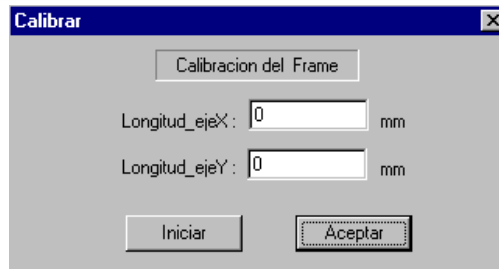 Calibrar
Calibracion del Frame
Longitud_ejeX : 0 mm
Longitud_ejeY : 0 mm
Iniciar Aceptar